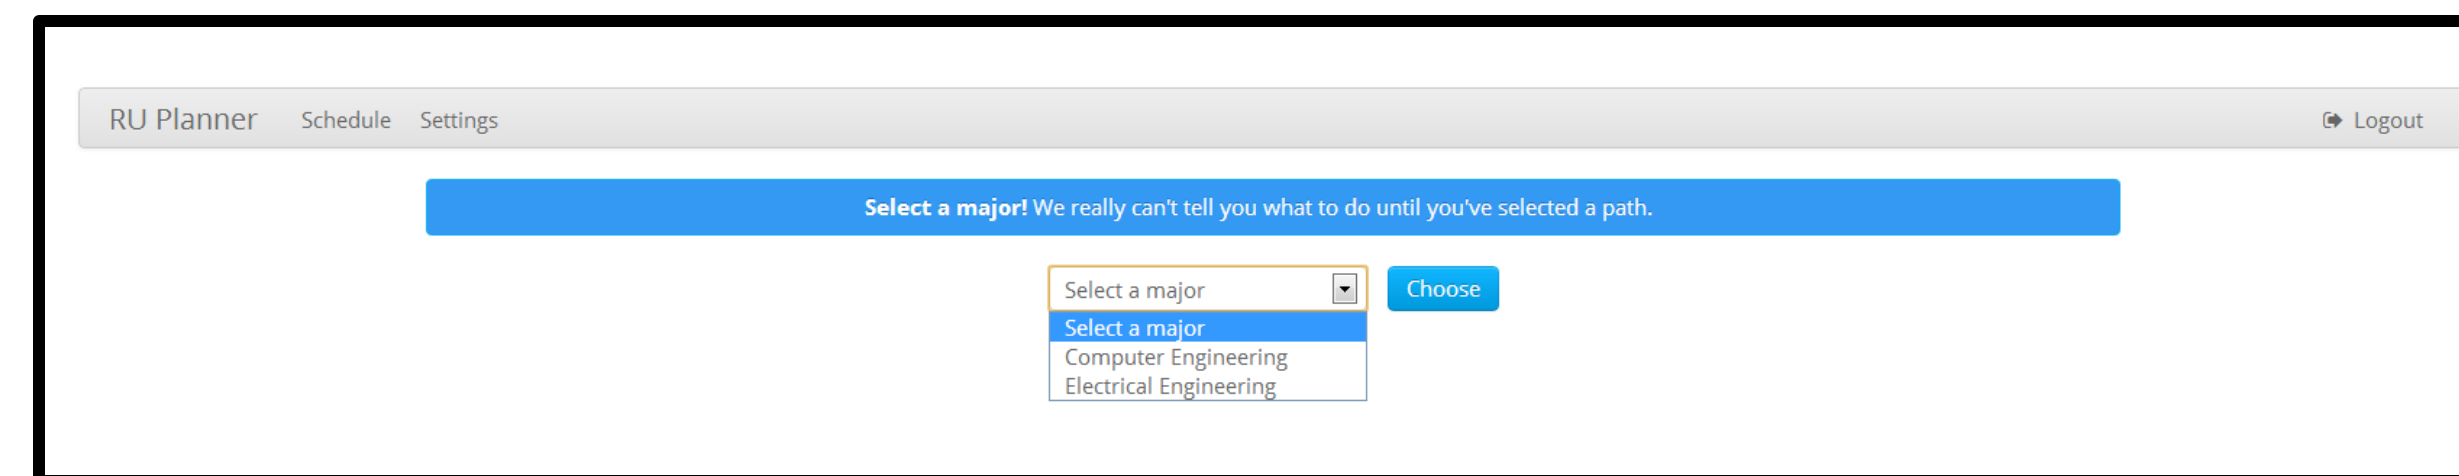 RU Planner Schedule Settings Logout
Select a major! We really can't tell you what to do until you've selected a path.
Select a major Choose
Select a major
Computer Engineering
Electrical Engineering